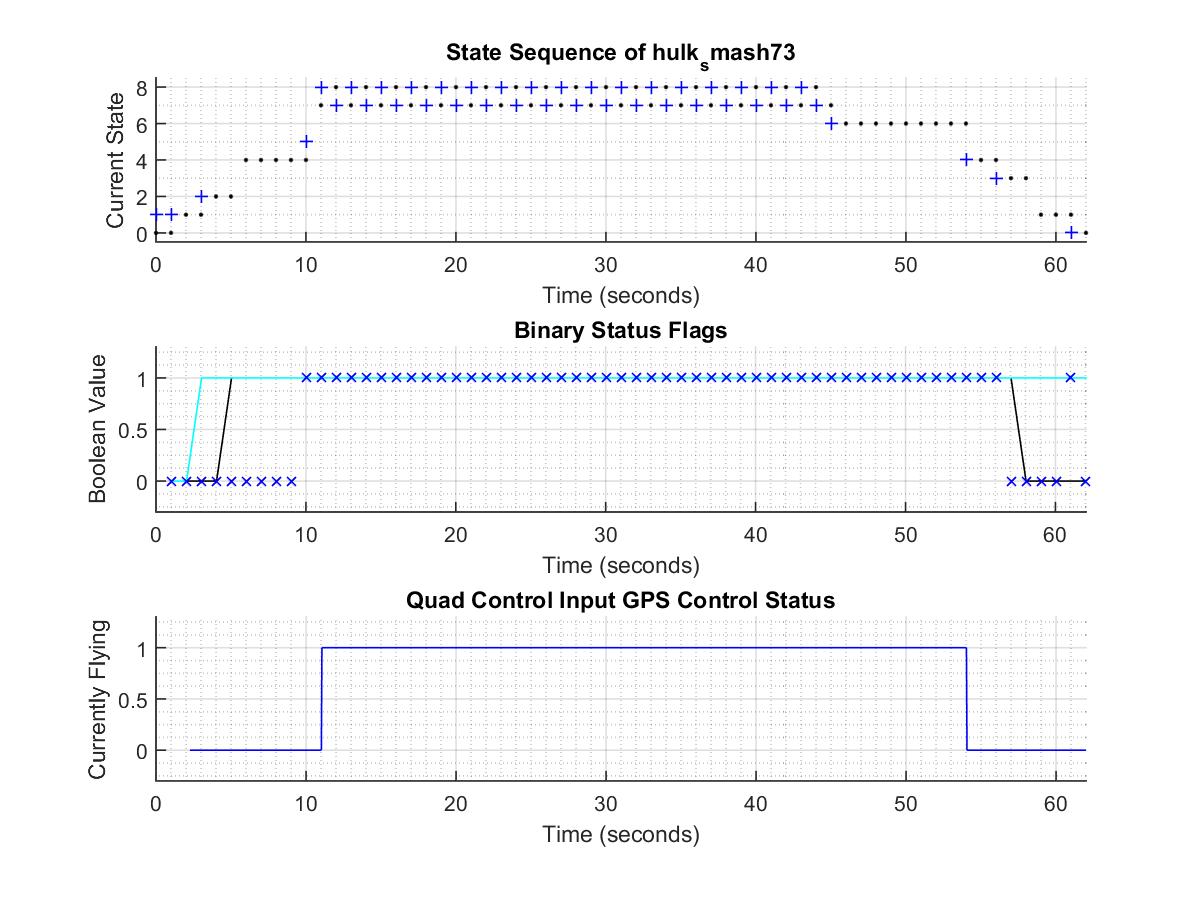 State Sequence of hulksmash73
8
6
4
2
0
Current State
0 10 20 30 40 50 60
Time (seconds)
Binary Status Flags
1
0.5
0
Boolean Value
0 10 20 30 40 50 60
Time (seconds)
Quad Control Input GPS Control Status
1
0.5
0
Currently Flying
0 10 20 30 40 50 60
Time (seconds)